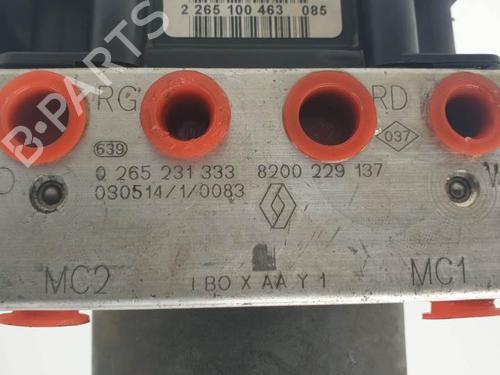 2 265 100 463 085
B-PARTS
RG RD
639 037
0 265 231 333 8200 229 137
030514/1/0083
MC2 MC1
I BO X AA Y 1